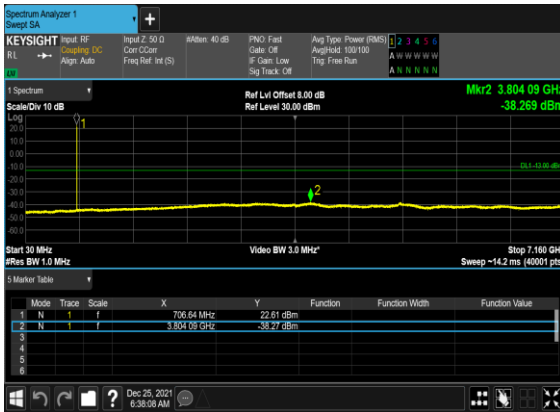 Spectrum Analyzer 1
Swept SA
+
KEYSIGHT Input: RF Input Z: 50 Ω #Atten: 40 dB PNO: Fast Avg Type: Power (RMS) 1 2 3 4 5 6
RL Coupling: DC Corr CCorr Gate: Off Avg|Hold: 100/100 A W W W W W
Align: Auto Freq Ref: Int (S) IF Gain: Low Trig: Free Run
LW Sig Track: Off A N N N N N
1 Spectrum Ref Lvl Offset 8.00 dB Mkr2 3.804 09 GHz
Scale/Div 10 dB Ref Level 30.00 dBm -38.269 dBm
Log
20.0
10.0
0.00
-10.0
DL1 -13.00 dBm
-20.0
-30.0
-40.0
-50.0
-60.0
1
2
Start 30 MHz Video BW 3.0 MHz* Stop 7.160 GHz
#Res BW 1.0 MHz Sweep ~14.2 ms (40001 pts)
5 Marker Table
Mode Trace Scale X Y Function Function Width Function Value
1 N 1 f 706.64 MHz 22.61 dBm
2 N 1 f 3.804 09 GHz -38.27 dBm
3
4
5
6
? Dec 25, 2021
6:38:08 AM